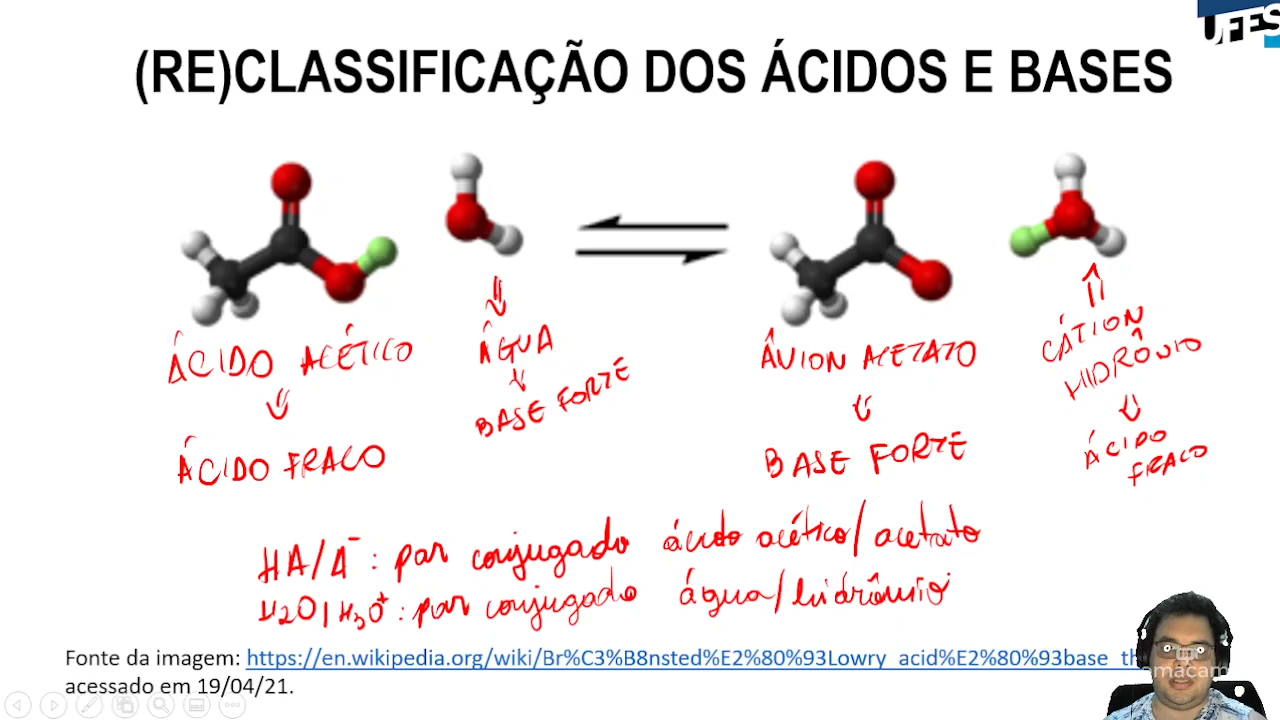 UFES
(RE)CLASSIFICAÇÃO DOS ÁCIDOS E BASES
ÁCIDO ACÉTICO
ÁGUA
ÂNION ACETATO
CÁTION
HIDRÔNIO
ÁCIDO FRACO
BASE FORTE
BASE FORTE
ÁCIDO
FRACO
HA/A⁻: par conjugado ácido acético/acetato
H2O/H3O⁺: par conjugado água/hidrônio
Fonte da imagem: https://en.wikipedia.org/wiki/Br%C3%B8nsted%E2%80%93Lowry_acid%E2%80%93base_th
acessado em 19/04/21.